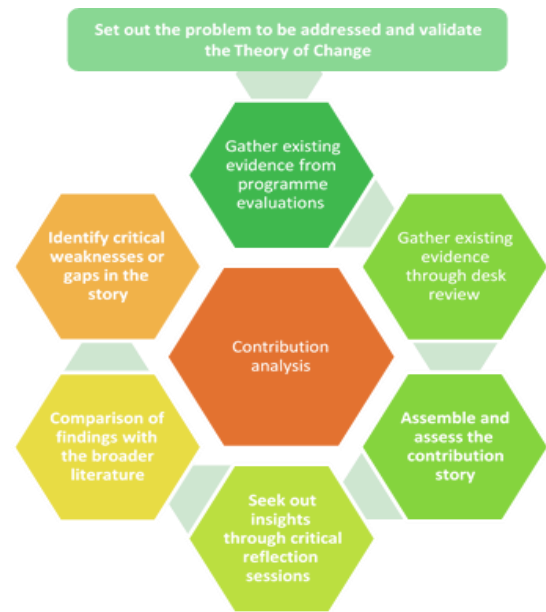 Set out the problem to be addressed and validate
the Theory of Change
Gather existing
evidence from
programme
evaluations
Gather existing
evidence
through desk
review
Assemble and
assess the
contribution
story
Seek out
insights
through critical
reflection
sessions
Comparison of
findings with
the broader
literature
Identify critical
weaknesses or
gaps in the
story
Contribution
analysis